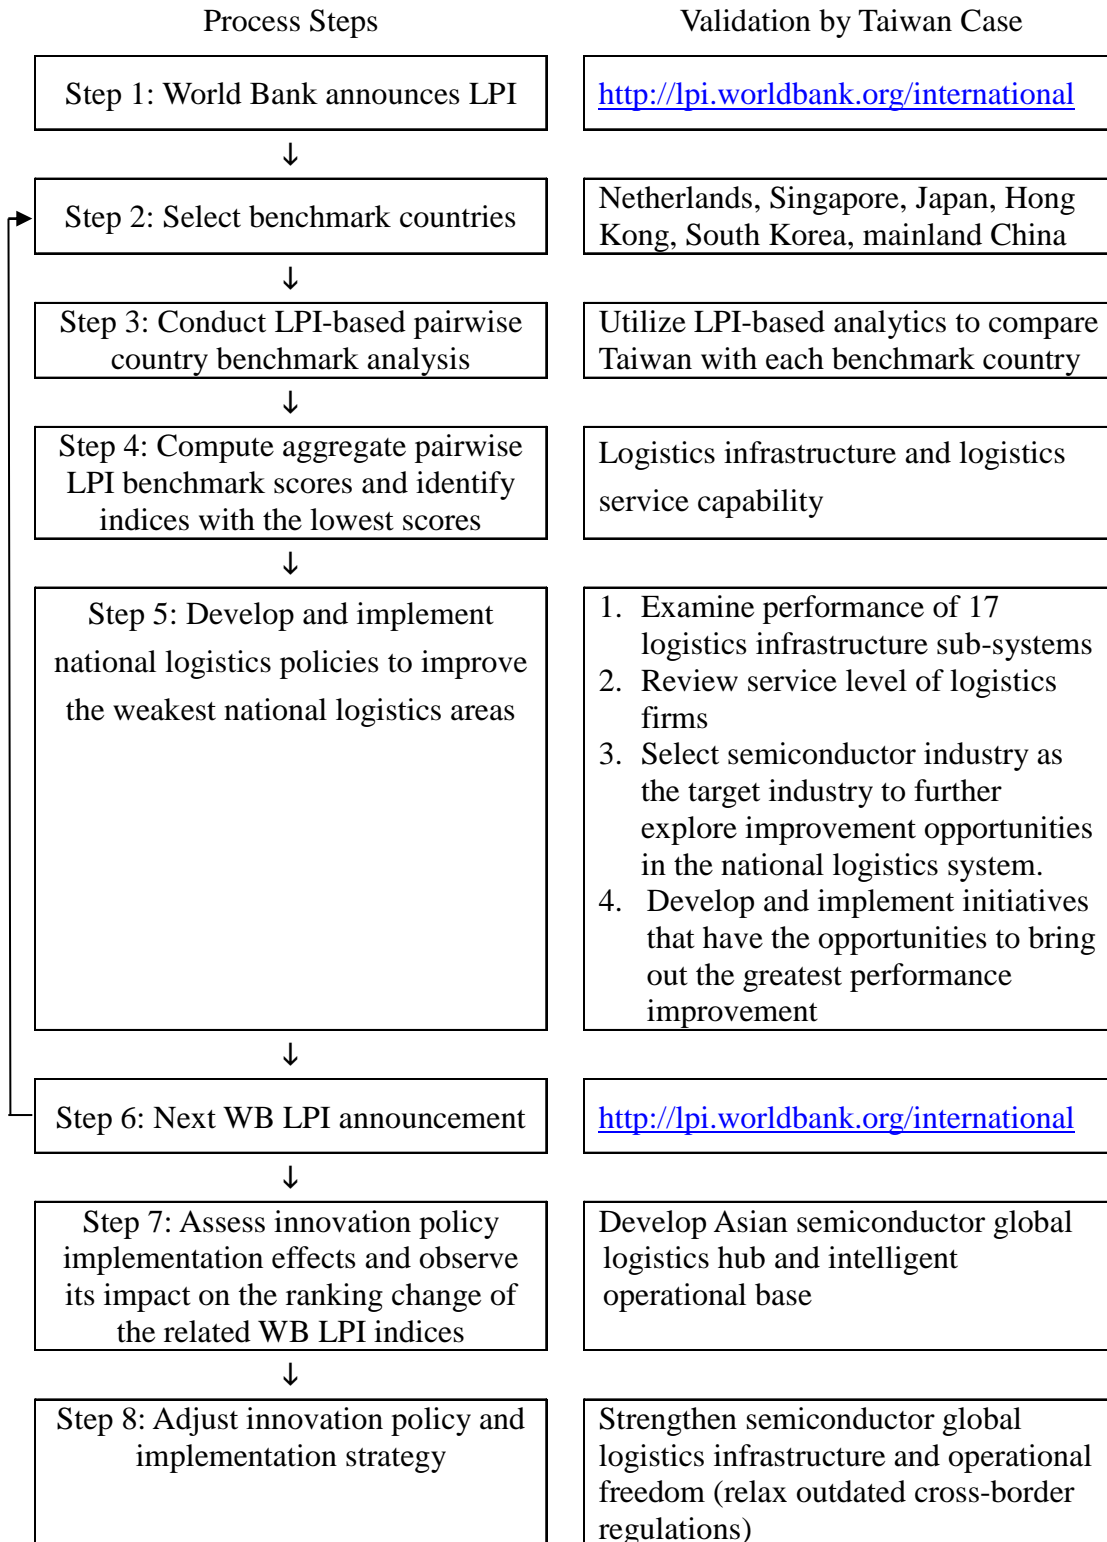 Process Steps
Validation by Taiwan Case
Step 1: World Bank announces LPI
http://lpi.worldbank.org/international
↓
Step 2: Select benchmark countries
Netherlands, Singapore, Japan, Hong
Kong, South Korea, mainland China
↓
Step 3: Conduct LPI-based pairwise
country benchmark analysis
Utilize LPI-based analytics to compare
Taiwan with each benchmark country
↓
Step 4: Compute aggregate pairwise
LPI benchmark scores and identify
indices with the lowest scores
Logistics infrastructure and logistics
service capability
↓
Step 5: Develop and implement
national logistics policies to improve
the weakest national logistics areas
1. Examine performance of 17
logistics infrastructure sub-systems
2. Review service level of logistics
firms
3. Select semiconductor industry as
the target industry to further
explore improvement opportunities
in the national logistics system.
4. Develop and implement initiatives
that have the opportunities to bring
out the greatest performance
improvement
↓
Step 6: Next WB LPI announcement
http://lpi.worldbank.org/international
↓
Step 7: Assess innovation policy
implementation effects and observe
its impact on the ranking change of
the related WB LPI indices
Develop Asian semiconductor global
logistics hub and intelligent
operational base
↓
Step 8: Adjust innovation policy and
implementation strategy
Strengthen semiconductor global
logistics infrastructure and operational
freedom (relax outdated cross-border
regulations)